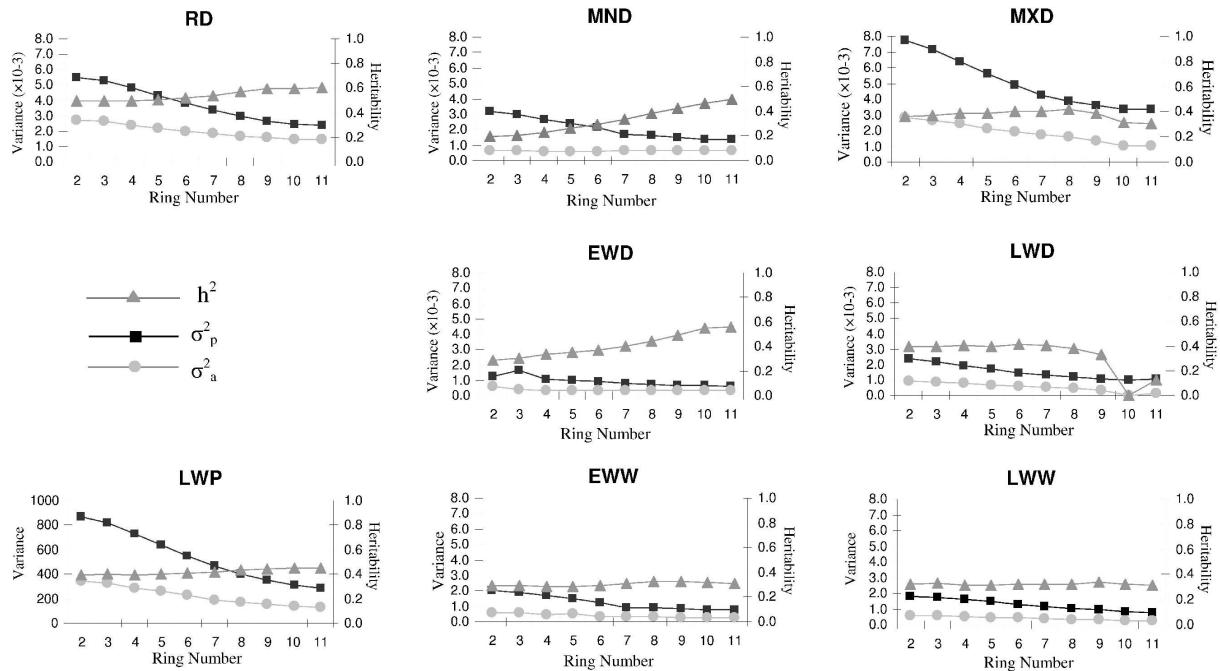 RD
8.0
7.0
6.0
5.0
4.0
3.0
2.0
1.0
0.0
Variance (×10-3)
1.0
0.8
0.6
0.4
0.2
0.0
Heritability
2 3 4 5 6 7 8 9 10 11
Ring Number
MND
8.0
7.0
6.0
5.0
4.0
3.0
2.0
1.0
0.0
Variance (×10-3)
1.0
0.8
0.6
0.4
0.2
0.0
Heritability
2 3 4 5 6 7 8 9 10 11
Ring Number
MXD
8.0
7.0
6.0
5.0
4.0
3.0
2.0
1.0
0.0
Variance (×10-3)
1.0
0.8
0.6
0.4
0.2
0.0
Heritability
2 3 4 5 6 7 8 9 10 11
Ring Number
h²
σ²p
σ²a
EWD
8.0
7.0
6.0
5.0
4.0
3.0
2.0
1.0
0.0
Variance (×10-3)
1.0
0.8
0.6
0.4
0.2
0.0
Heritability
2 3 4 5 6 7 8 9 10 11
Ring Number
LWD
8.0
7.0
6.0
5.0
4.0
3.0
2.0
1.0
0.0
Variance (×10-3)
1.0
0.8
0.6
0.4
0.2
0.0
Heritability
2 3 4 5 6 7 8 9 10 11
Ring Number
LWP
1000
800
600
400
200
0
Variance
1.0
0.8
0.6
0.4
0.2
0.0
Heritability
2 3 4 5 6 7 8 9 10 11
Ring Number
EWW
8.0
7.0
6.0
5.0
4.0
3.0
2.0
1.0
0.0
Variance
1.0
0.8
0.6
0.4
0.2
0.0
Heritability
2 3 4 5 6 7 8 9 10 11
Ring Number
LWW
8.0
7.0
6.0
5.0
4.0
3.0
2.0
1.0
0.0
Variance
1.0
0.8
0.6
0.4
0.2
0.0
Heritability
2 3 4 5 6 7 8 9 10 11
Ring Number